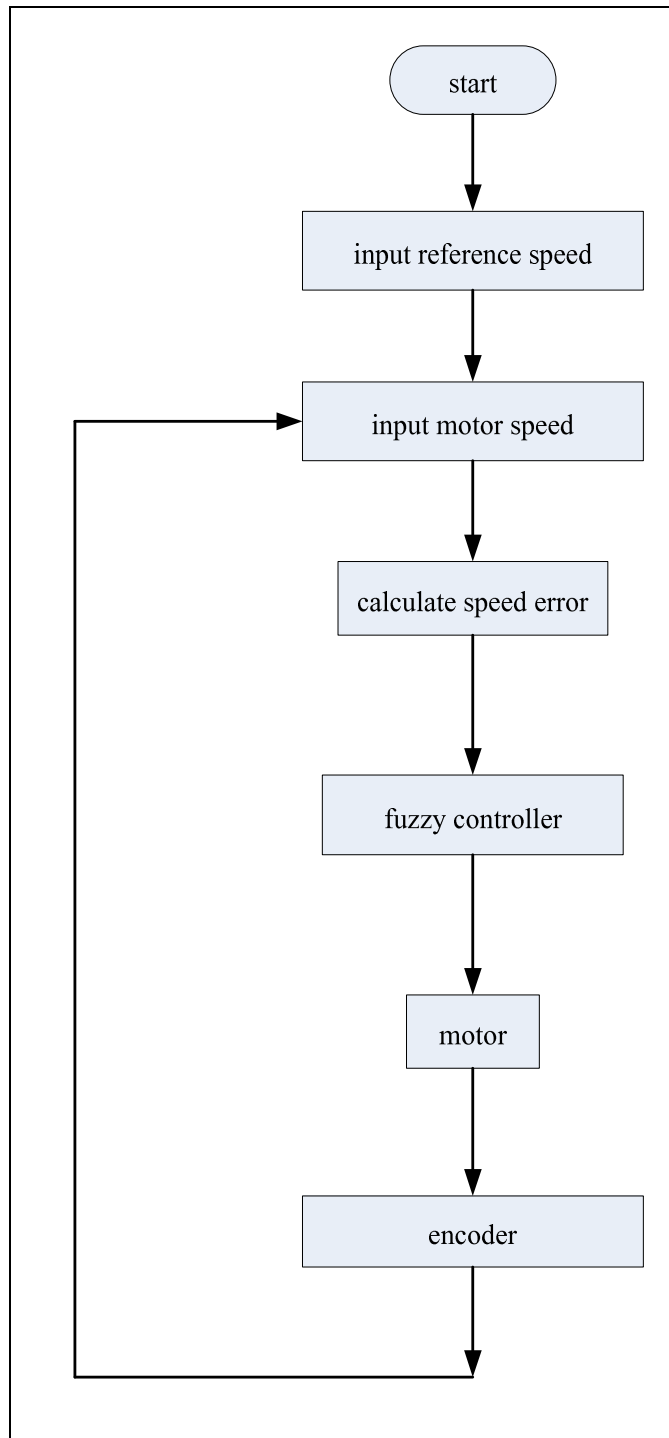 start
input reference speed
input motor speed
calculate speed error
fuzzy controller
motor
encoder